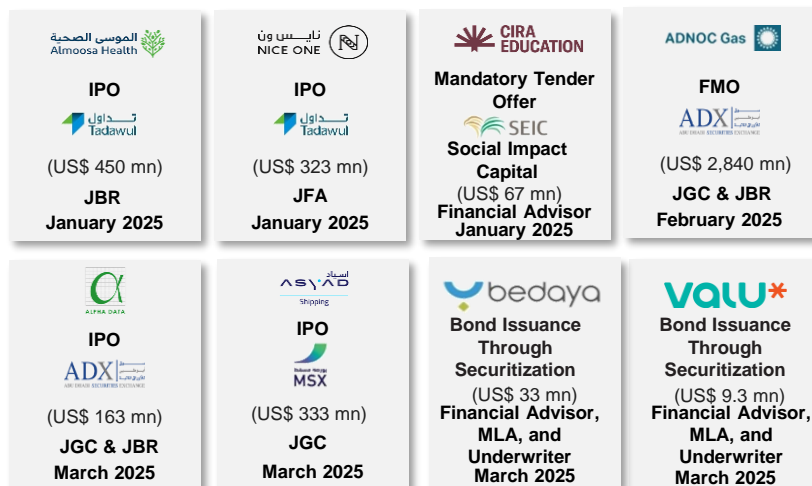 الموسى الصحية
Almoosa Health
IPO
تداول
Tadawul
(US$ 450 mn)
JBR
January 2025
نايس ون
NICE ONE
IPO
تداول
Tadawul
(US$ 323 mn)
JFA
January 2025
CIRA
EDUCATION
Mandatory Tender
Offer
SEIC
Social Impact
Capital
(US$ 67 mn)
Financial Advisor
January 2025
ADNOC Gas
FMO
ADX
ABU DHABI SECURITIES EXCHANGE
(US$ 2,840 mn)
JGC & JBR
February 2025
ALPHA DATA
IPO
ADX
ABU DHABI SECURITIES EXCHANGE
(US$ 163 mn)
JGC & JBR
March 2025
اسياد
ASYAD
Shipping
IPO
MSX
(US$ 333 mn)
JGC
March 2025
bedaya
Bond Issuance
Through
Securitization
(US$ 33 mn)
Financial Advisor,
MLA, and
Underwriter
March 2025
valu*
Bond Issuance
Through
Securitization
(US$ 9.3 mn)
Financial Advisor,
MLA, and
Underwriter
March 2025